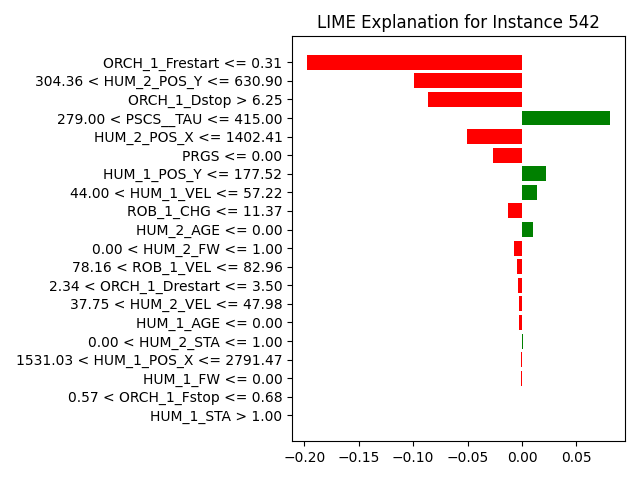 LIME Explanation for Instance 542
ORCH_1_Frestart <= 0.31
304.36 < HUM_2_POS_Y <= 630.90
ORCH_1_Dstop > 6.25
279.00 < PSCS__TAU <= 415.00
HUM_2_POS_X <= 1402.41
PRGS <= 0.00
HUM_1_POS_Y <= 177.52
44.00 < HUM_1_VEL <= 57.22
ROB_1_CHG <= 11.37
HUM_2_AGE <= 0.00
0.00 < HUM_2_FW <= 1.00
78.16 < ROB_1_VEL <= 82.96
2.34 < ORCH_1_Drestart <= 3.50
37.75 < HUM_2_VEL <= 47.98
HUM_1_AGE <= 0.00
0.00 < HUM_2_STA <= 1.00
1531.03 < HUM_1_POS_X <= 2791.47
HUM_1_FW <= 0.00
0.57 < ORCH_1_Fstop <= 0.68
HUM_1_STA > 1.00
−0.20 −0.15 −0.10 −0.05 0.00 0.05